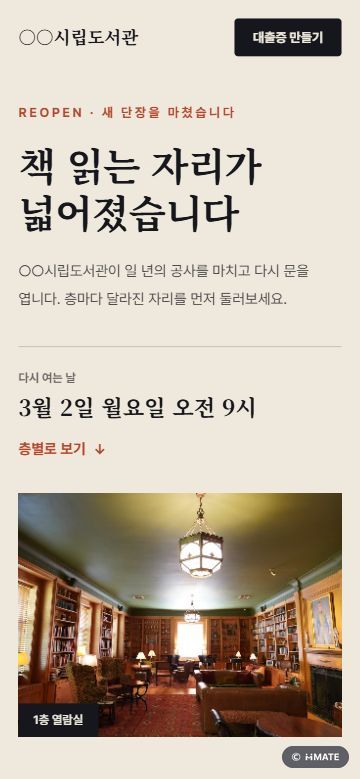 ○○시립도서관
대출증 만들기
REOPEN · 새 단장을 마쳤습니다
책 읽는 자리가
넓어졌습니다
○○시립도서관이 일 년의 공사를 마치고 다시 문을
엽니다. 층마다 달라진 자리를 먼저 둘러보세요.
다시 여는 날
3월 2일 월요일 오전 9시
층별로 보기 ↓
1층 열람실
© HMATE